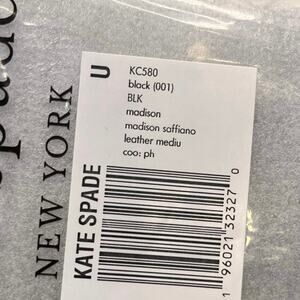 U
KC580
black (001)
BLK
madison
madison saffiano
leather mediu
coo: ph
KATE SPADE
1 96021 32327 0
NEW YORK